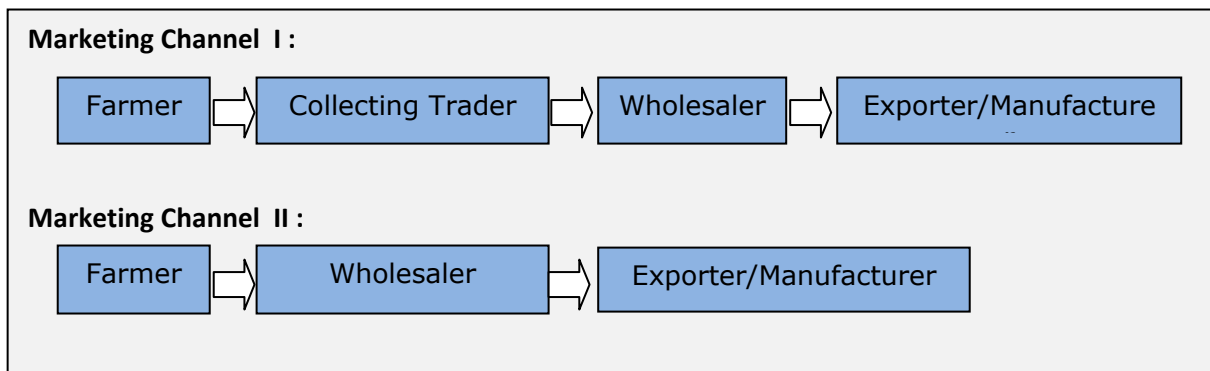 Marketing Channel I :
Farmer Collecting Trader Wholesaler Exporter/Manufacture
Marketing Channel II :
Farmer Wholesaler Exporter/Manufacturer